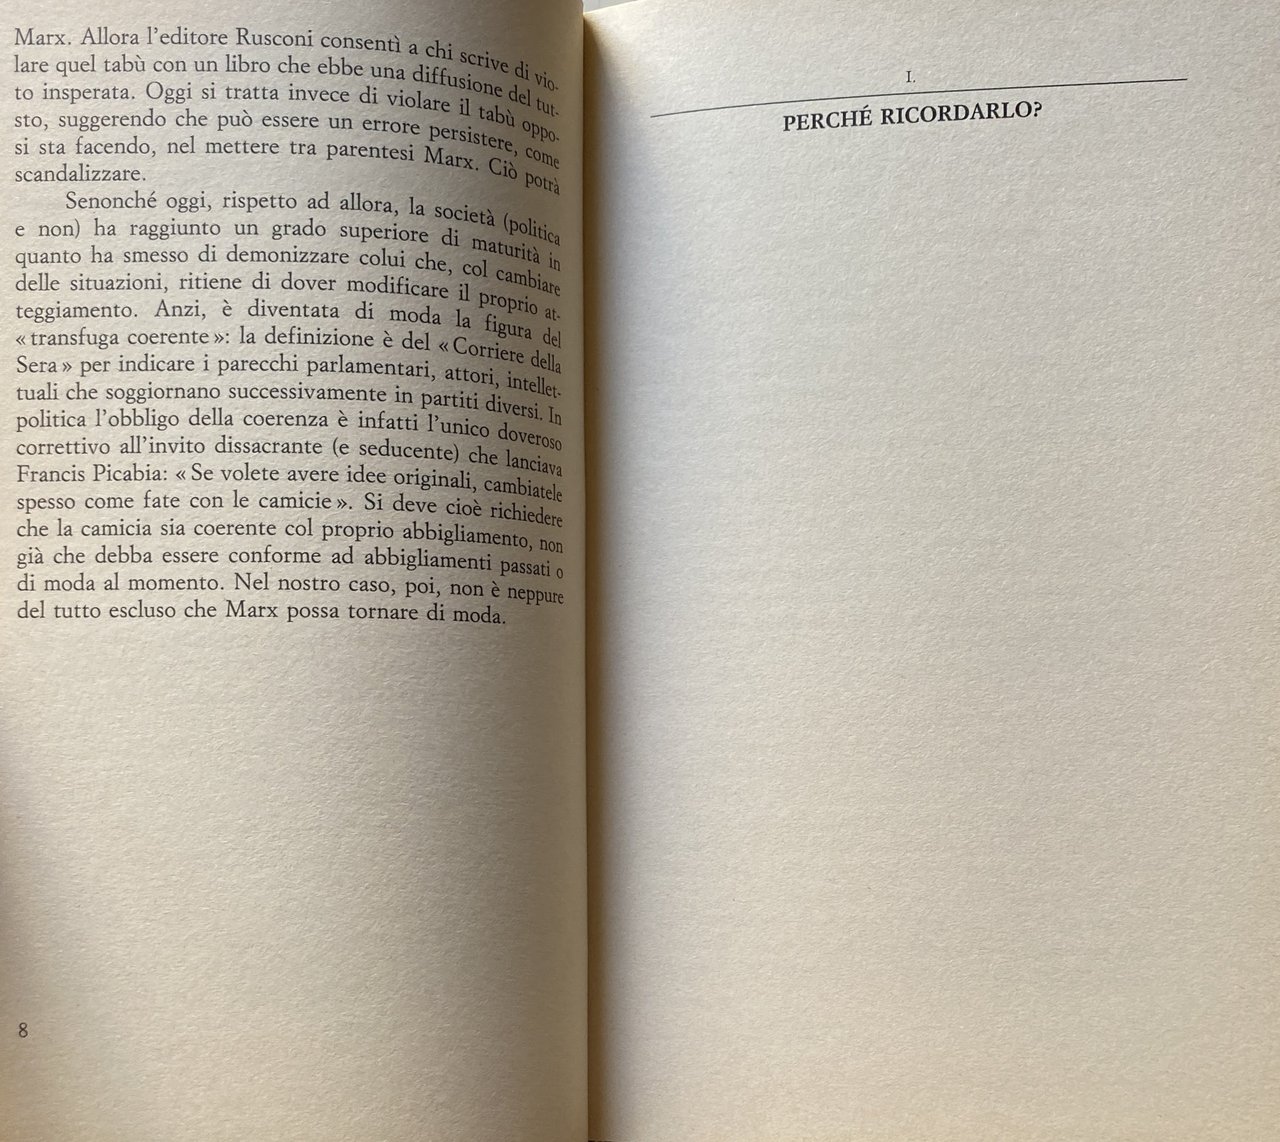 Marx. Allora l'editore Rusconi consentì a chi scrive di vio-
lare quel tabù con un libro che ebbe una diffusione del tut-
to insperata. Oggi si tratta invece di violare il tabù oppo-
sto, suggerendo che può essere un errore persistere, come
si sta facendo, nel mettere tra parentesi Marx. Ciò potrà
scandalizzare.
Senonché oggi, rispetto ad allora, la società (politica
e non) ha raggiunto un grado superiore di maturità in
quanto ha smesso di demonizzare colui che, col cambiare
delle situazioni, ritiene di dover modificare il proprio at-
teggiamento. Anzi, è diventata di moda la figura del
« transfuga coerente »: la definizione è del « Corriere della
Sera » per indicare i parecchi parlamentari, attori, intellet-
tuali che soggiornano successivamente in partiti diversi. In
politica l'obbligo della coerenza è infatti l'unico doveroso
correttivo all'invito dissacrante (e seducente) che lanciava
Francis Picabia: « Se volete avere idee originali, cambiatele
spesso come fate con le camicie ». Si deve cioè richiedere
che la camicia sia coerente col proprio abbigliamento, non
già che debba essere conforme ad abbigliamenti passati o
di moda al momento. Nel nostro caso, poi, non è neppure
del tutto escluso che Marx possa tornare di moda.
8
I.
PERCHÉ RICORDARLO?